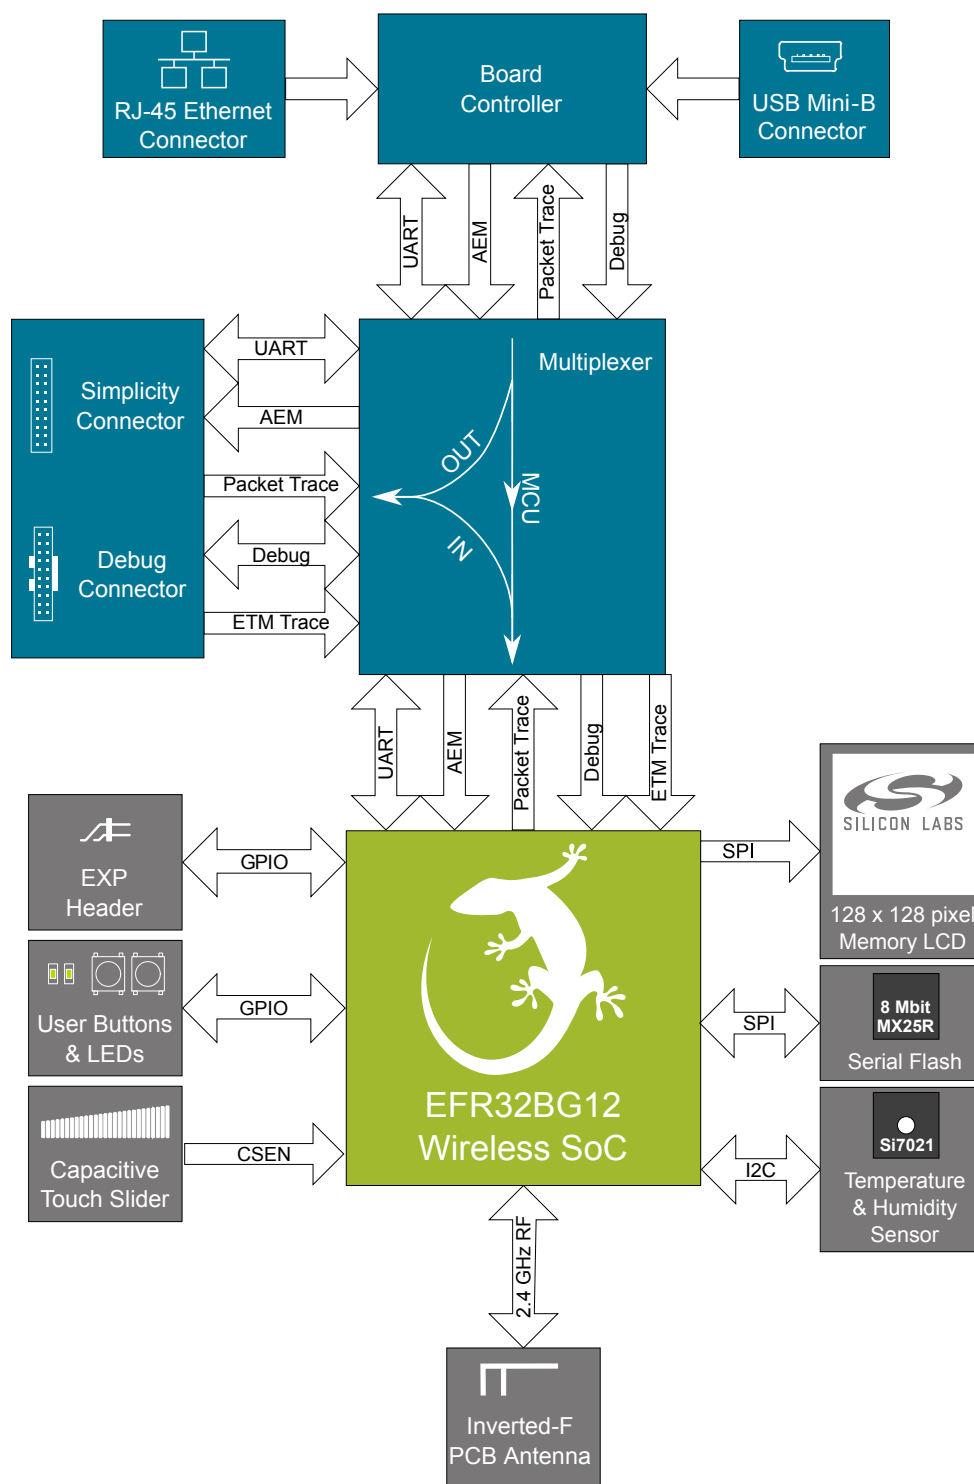 RJ-45 Ethernet
Connector
Board
Controller
USB Mini-B
Connector
UART
AEM
Packet Trace
Debug
Simplicity
Connector
Debug
Connector
UART
AEM
Packet Trace
Debug
ETM Trace
Multiplexer
OUT
MCU
IN
UART
AEM
Packet Trace
Debug
ETM Trace
EXP
Header
GPIO
User Buttons
& LEDs
GPIO
Capacitive
Touch Slider
CSEN
EFR32BG12
Wireless SoC
SPI
SILICON LABS
128 x 128 pixel
Memory LCD
SPI
8 Mbit
MX25R
Serial Flash
I2C
Si7021
Temperature
& Humidity
Sensor
2.4 GHz RF
Inverted-F
PCB Antenna